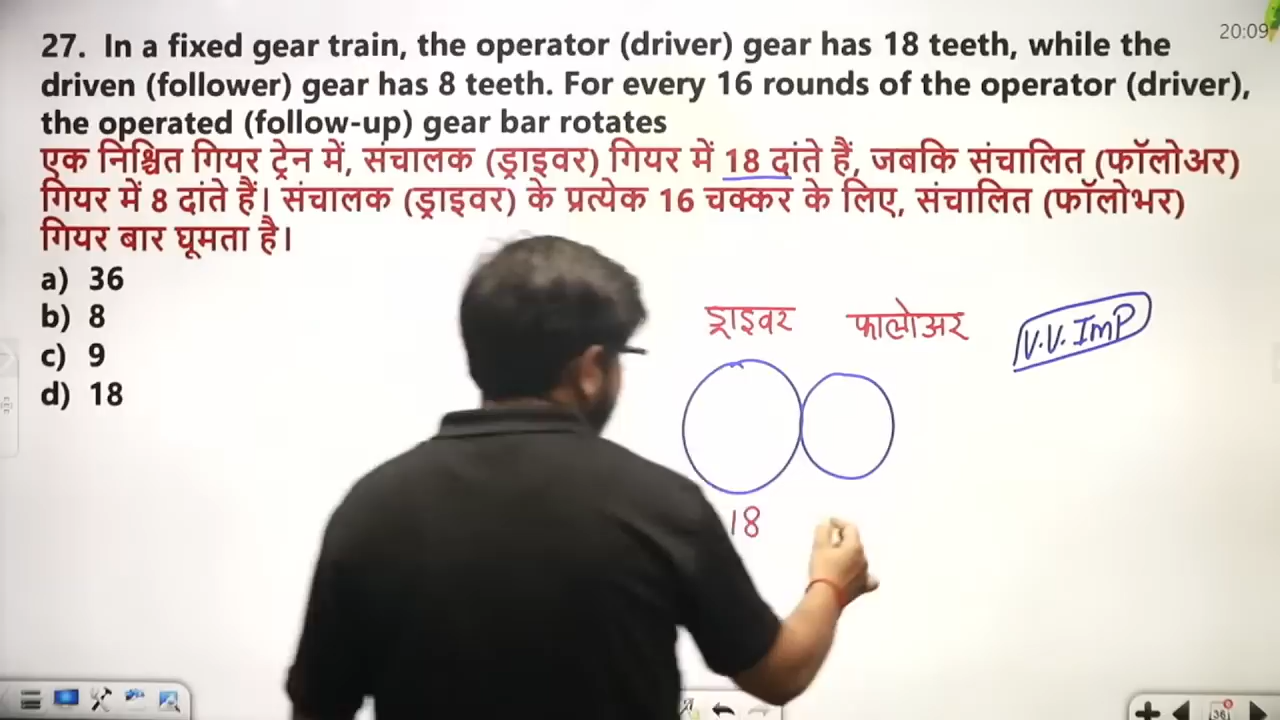 20:09
27. In a fixed gear train, the operator (driver) gear has 18 teeth, while the
driven (follower) gear has 8 teeth. For every 16 rounds of the operator (driver),
the operated (follow-up) gear bar rotates
एक निश्चित गियर ट्रेन में, संचालक (ड्राइवर) गियर में 18 दांते हैं, जबकि संचालित (फॉलोअर)
गियर में 8 दांते हैं। संचालक (ड्राइवर) के प्रत्येक 16 चक्कर के लिए, संचालित (फॉलोभर)
गियर बार घूमता है।
a) 36
b) 8
c) 9
d) 18
ड्राइवर फालोअर V.V. ImP
18